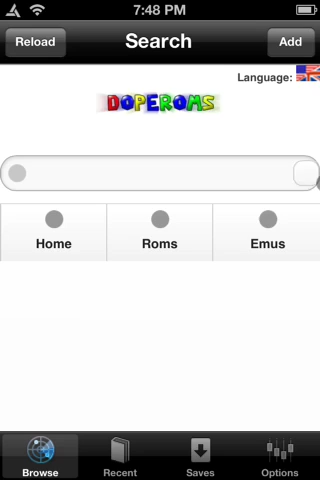 7:48 PM
Reload
Search
Add
Language:
DOPEROMS
Home
Roms
Emus
Browse
Recent
Saves
Options